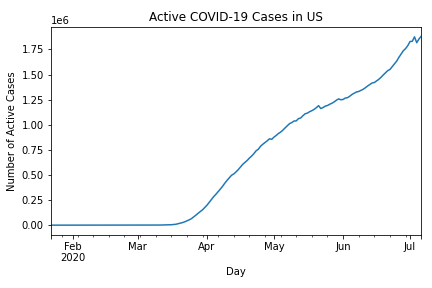 Active COVID-19 Cases in US
1e6
1.75
1.50
1.25
1.00
0.75
0.50
0.25
0.00
Number of Active Cases
Feb Mar Apr May Jun Jul
2020
Day